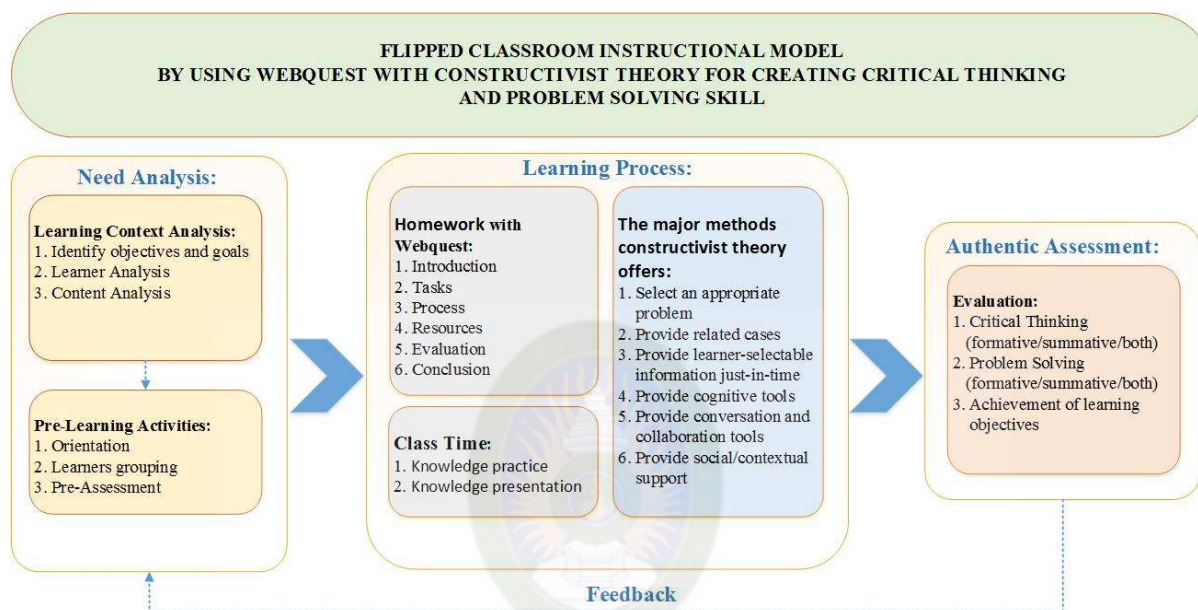 FLIPPED CLASSROOM INSTRUCTIONAL MODEL
BY USING WEBQUEST WITH CONSTRUCTIVIST THEORY FOR CREATING CRITICAL THINKING
AND PROBLEM SOLVING SKILL
Need Analysis:
Learning Context Analysis:
1. Identify objectives and goals
2. Learner Analysis
3. Content Analysis
Pre-Learning Activities:
1. Orientation
2. Learners grouping
3. Pre-Assessment
Learning Process:
Homework with
Webquest:
1. Introduction
2. Tasks
3. Process
4. Resources
5. Evaluation
6. Conclusion
Class Time:
1. Knowledge practice
2. Knowledge presentation
The major methods
constructivist theory
offers:
1. Select an appropriate
problem
2. Provide related cases
3. Provide learner-selectable
information just-in-time
4. Provide cognitive tools
5. Provide conversation and
collaboration tools
6. Provide social/contextual
support
Authentic Assessment:
Evaluation:
1. Critical Thinking
(formative/summative/both)
2. Problem Solving
(formative/summative/both)
3. Achievement of learning
objectives
Feedback